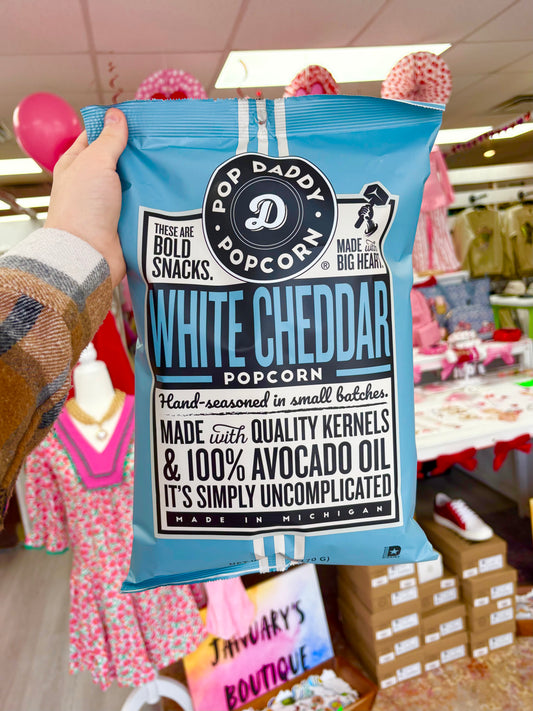 POP DADDY
D
POPCORN
®
THESE ARE
BOLD
SNACKS.
MADE with
BIG HEART.
WHITE CHEDDAR
POPCORN
Hand-seasoned in small batches.
MADE with QUALITY KERNELS
& 100% AVOCADO OIL
IT'S SIMPLY UNCOMPLICATED
MADE IN MICHIGAN
JANUARY'S
BOUTIQUE